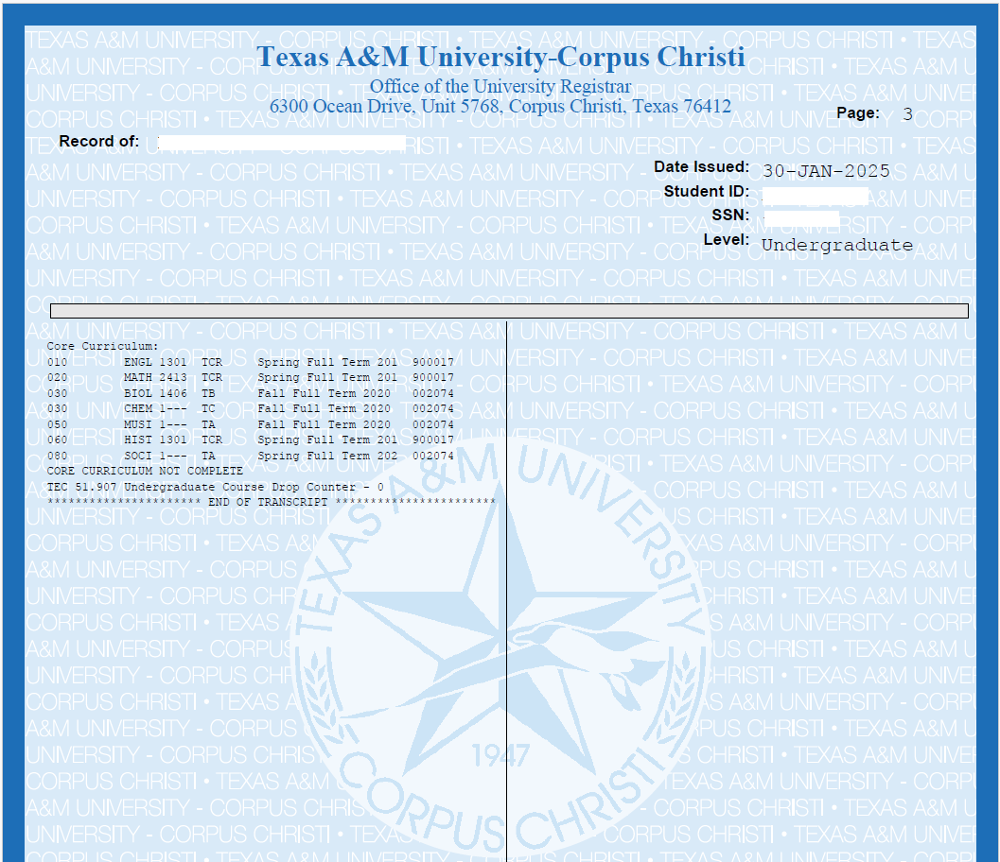 Texas A&M University-Corpus Christi
Office of the University Registrar
6300 Ocean Drive, Unit 5768, Corpus Christi, Texas 76412
Page: 3
Record of:
Date Issued: 30-JAN-2025
Student ID:
SSN:
Level: Undergraduate
Core Curriculum:
010 ENGL 1301 TCR Spring Full Term 201 900017
020 MATH 2413 TCR Spring Full Term 201 900017
030 BIOL 1406 TB Fall Full Term 2020 002074
030 CHEM 1--- TC Fall Full Term 2020 002074
050 MUSI 1--- TA Fall Full Term 2020 002074
060 HIST 1301 TCR Spring Full Term 201 900017
080 SOCI 1--- TA Spring Full Term 202 002074
CORE CURRICULUM NOT COMPLETE
TEC 51.907 Undergraduate Course Drop Counter - 0
********************** END OF TRANSCRIPT ***********************
TEXAS A&M UNIVERSITY
1947
CORPUS CHRISTI